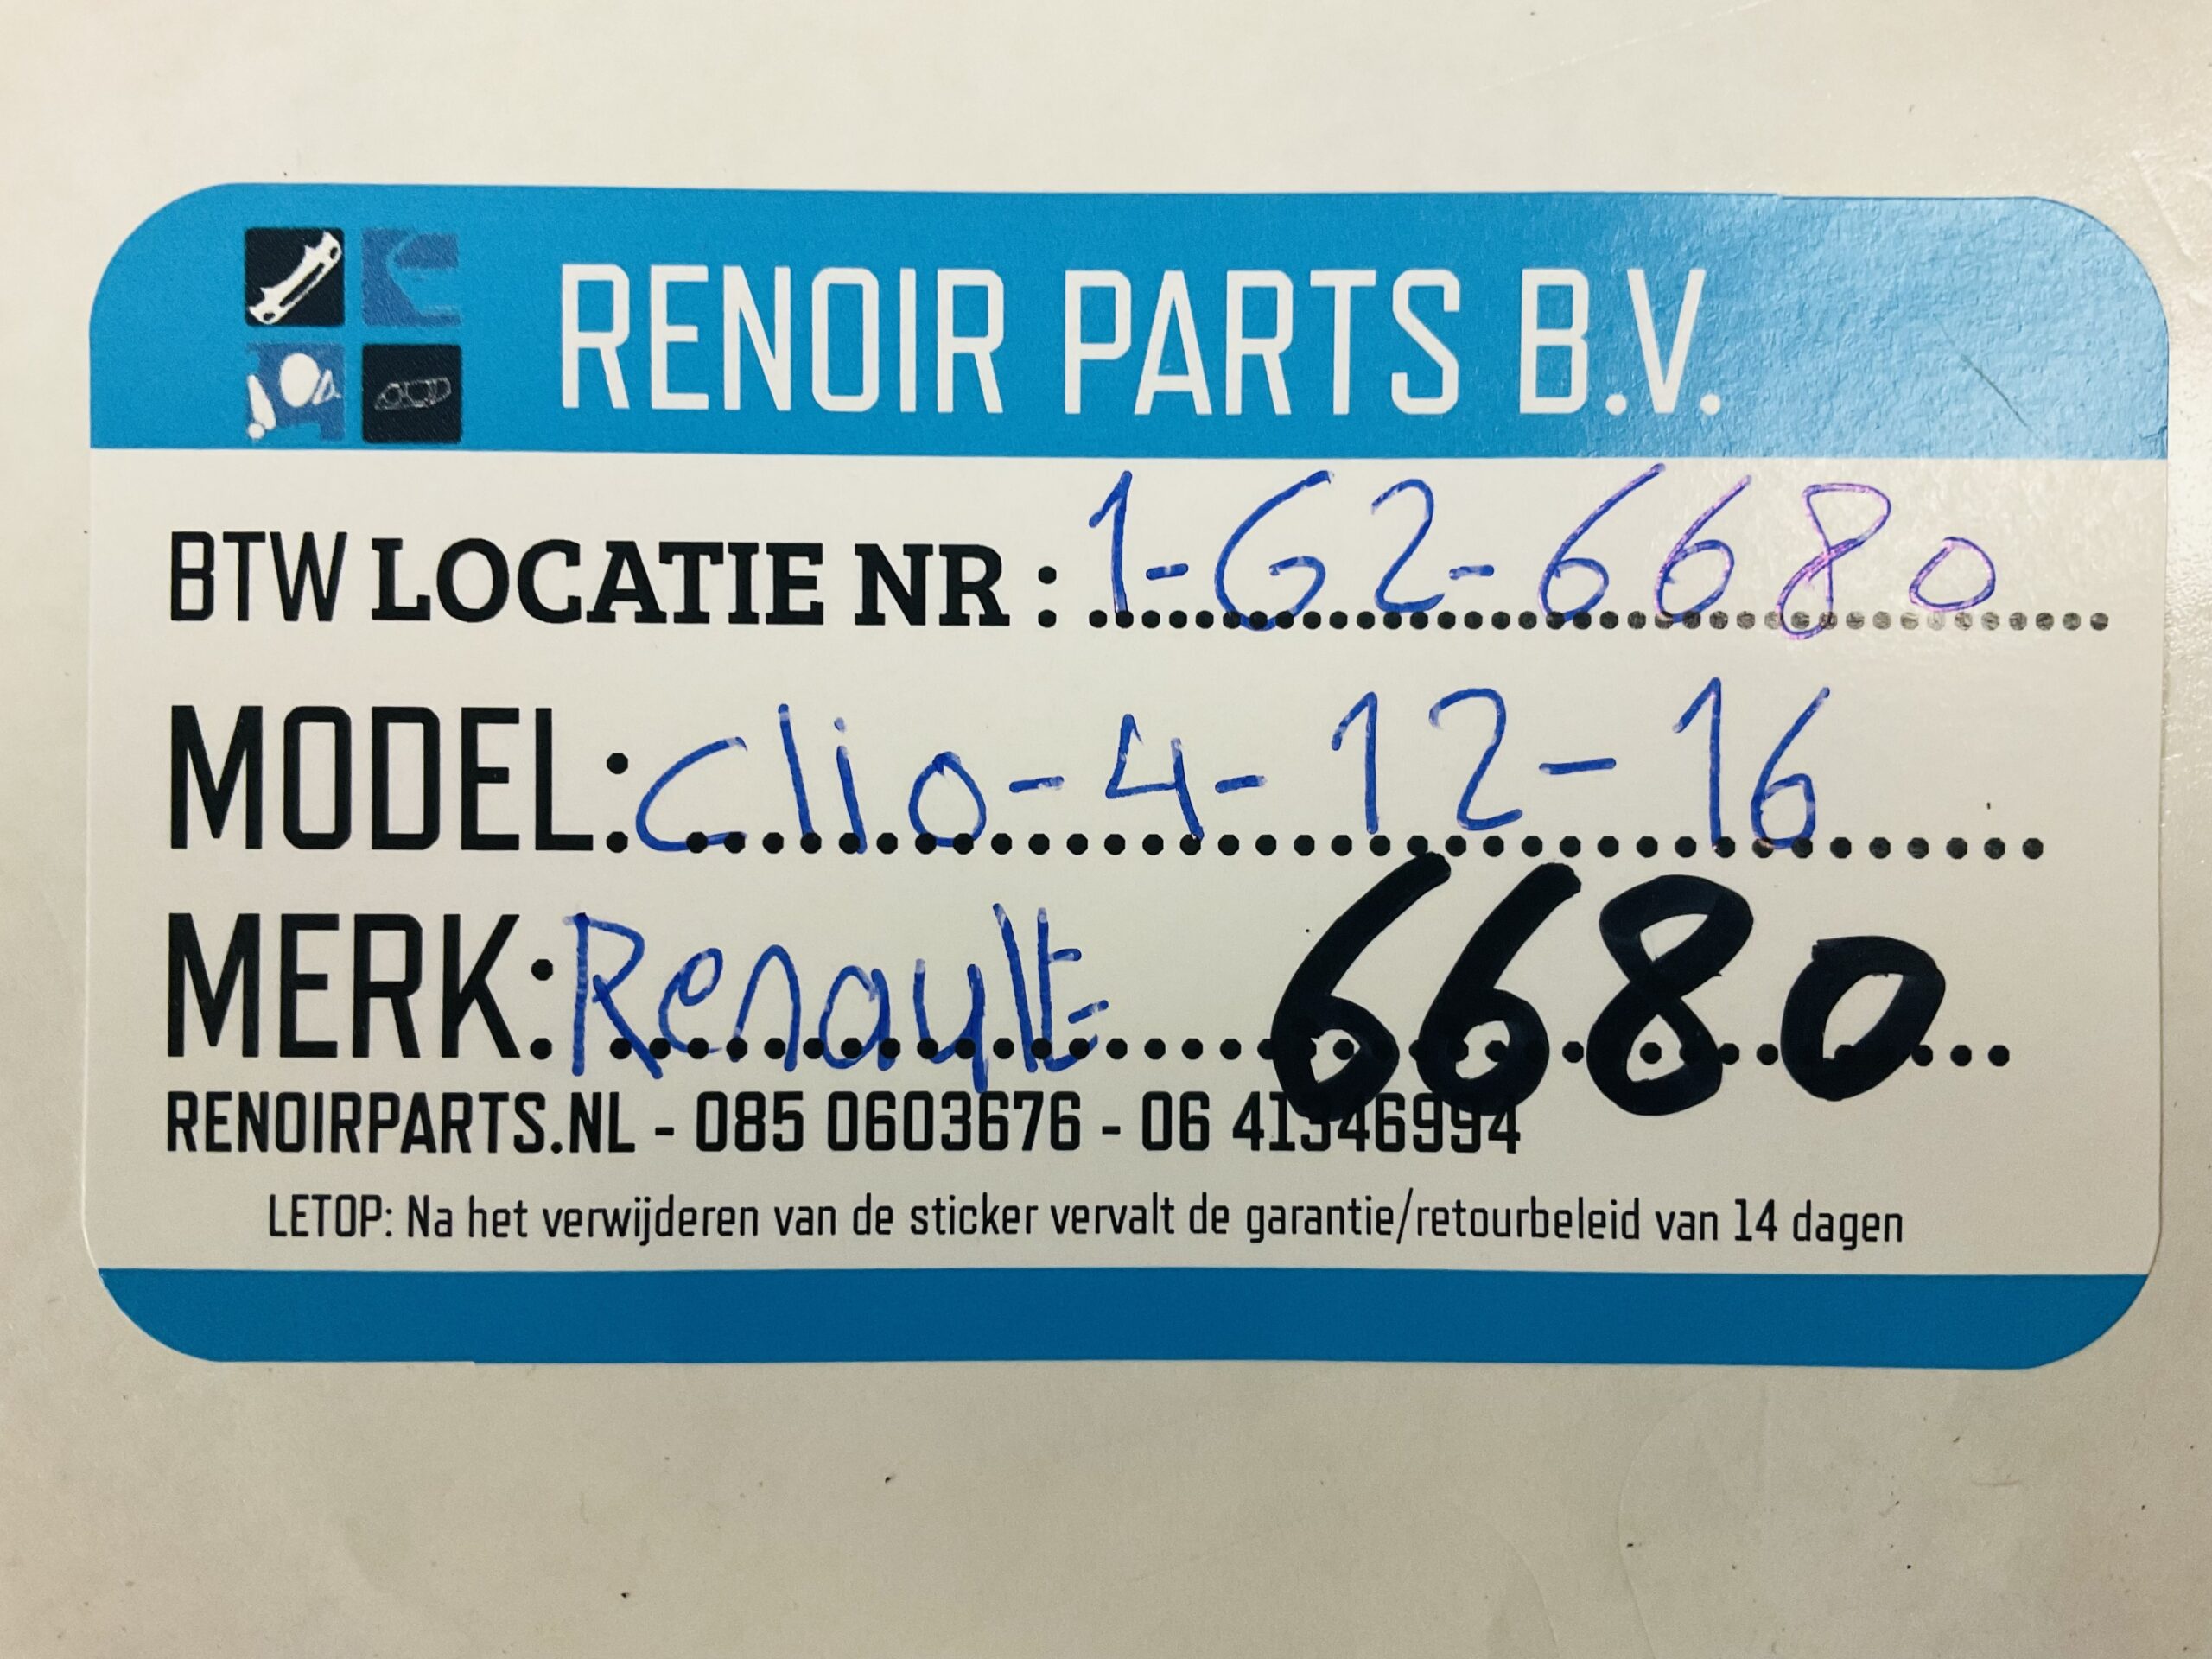 RENOIR PARTS B.V.
BTW LOCATIE NR : 1-G2-6680
MODEL: Clio-4-12-16
MERK: Renault 6680
RENOIRPARTS.NL - 085 0603676 - 06 41346994
LETOP: Na het verwijderen van de sticker vervalt de garantie/retourbeleid van 14 dagen